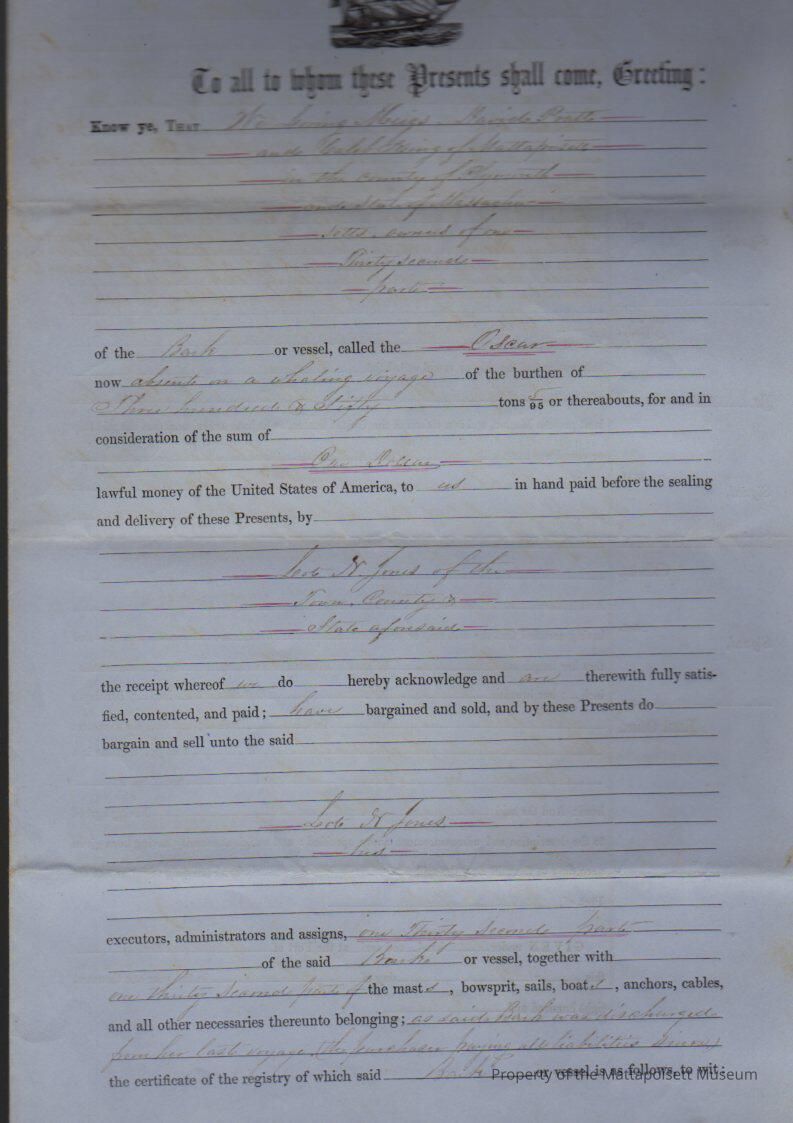 To all to whom these Presents shall come, Greeting:
Know ye, THAT We Loring Meigs David Pratt
and Caleb King of Mattapoisett
in the county of Plymouth
and State of Massachu-
setts, owners of one
Thirty second
part
of the Bark or vessel, called the Oscar
now absent on a whaling voyage of the burthen of
Three hundred & sixty tons /95 or thereabouts, for and in
consideration of the sum of
One Dollar
lawful money of the United States of America, to us in hand paid before the sealing
and delivery of these Presents, by
N Jones of the
Town, County &
State aforesaid
the receipt whereof we do hereby acknowledge and are therewith fully satis-
fied, contented, and paid; have bargained and sold, and by these Presents do
bargain and sell unto the said
N Jones
his
executors, administrators and assigns, one Thirty Second part
of the said Bark or vessel, together with
one thirty second part of the masts, bowsprit, sails, boats, anchors, cables,
and all other necessaries thereunto belonging; as said Bark was discharged
from her last voyage (the purchaser paying all liabilities since)
the certificate of the registry of which said Bark or vessel is as follows, to wit:
Property of the Mattapoisett Museum